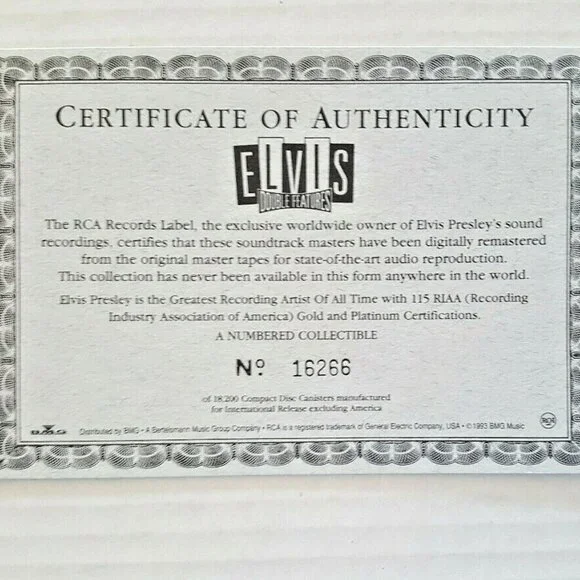 CERTIFICATE OF AUTHENTICITY
ELVIS
DOUBLE FEATURES
The RCA Records Label, the exclusive worldwide owner of Elvis Presley's sound
recordings, certifies that these soundtrack masters have been digitally remastered
from the original master tapes for state-of-the-art audio reproduction.
This collection has never been available in this form anywhere in the world.
Elvis Presley is the Greatest Recording Artist Of All Time with 115 RIAA (Recording
Industry Association of America) Gold and Platinum Certifications.
A NUMBERED COLLECTIBLE
Nº 16266
of 18,200 Compact Disc Canisters manufactured
for International Release excluding America
BMG Distributed by BMG • A Bertelsmann Music Group Company • RCA is a registered trademark of General Electric Company, USA • © 1993 BMG Music RCA